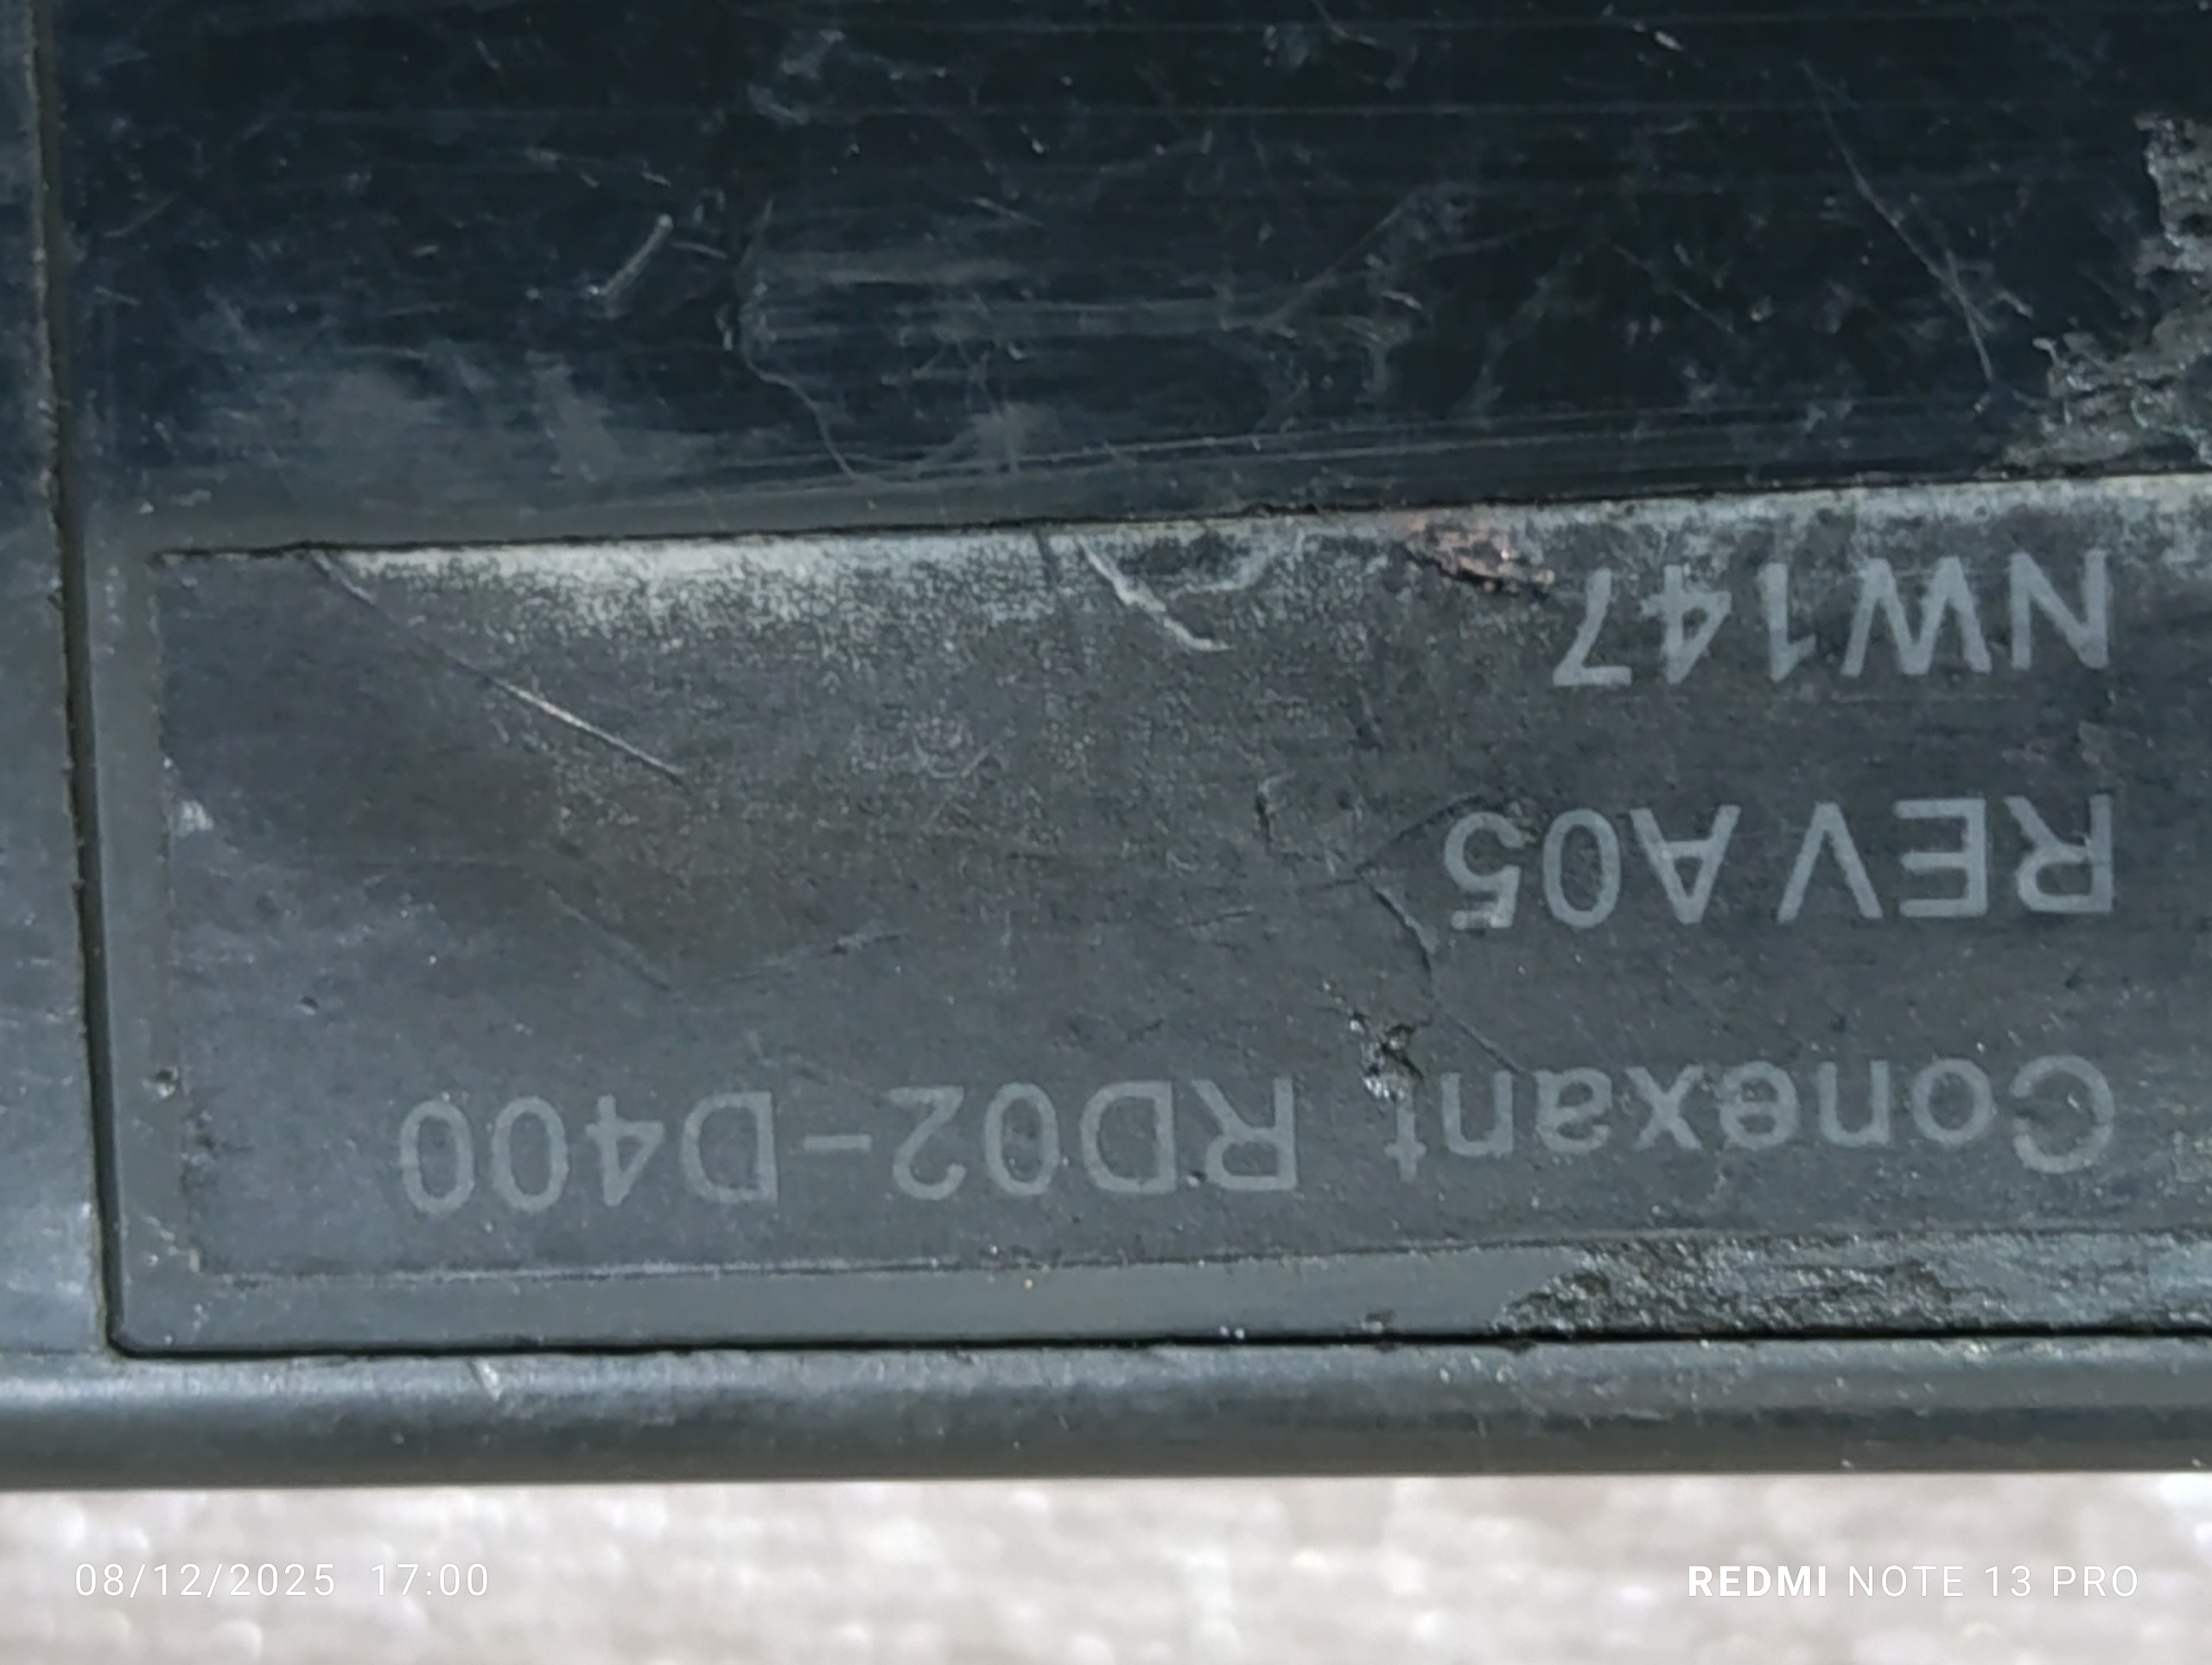 Conexant RD02-D400
REV A05
NW147
08/12/2025 17:00
REDMI NOTE 13 PRO